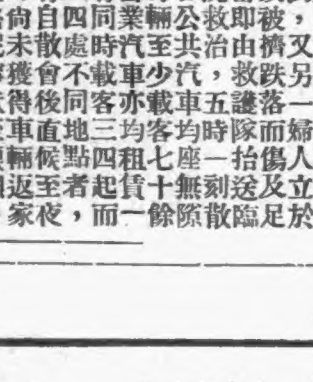 ，又另一婦人立於
被擠跌落而傷及足
即由救護隊抬送臨
救治，五時一刻散
公共汽車均座無隙
輛至少載客七十餘
業汽車亦均租賃一
同時載客三四起而
四處不同地點者，
自散會後直候至夜
尚未獲得車輛返家